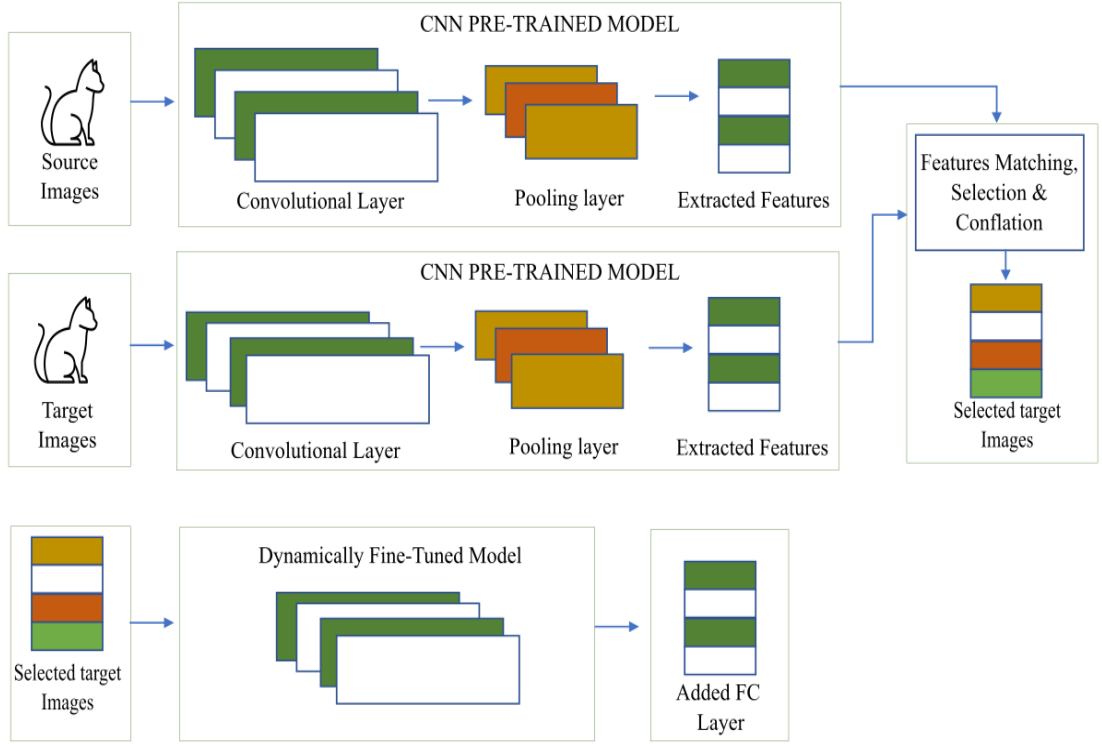 CNN PRE-TRAINED MODEL
Source
Images
Convolutional Layer
Pooling layer
Extracted Features
Features Matching,
Selection &
Conflation
CNN PRE-TRAINED MODEL
Target
Images
Convolutional Layer
Pooling layer
Extracted Features
Selected target
Images
Dynamically Fine-Tuned Model
Selected target
Images
Added FC
Layer